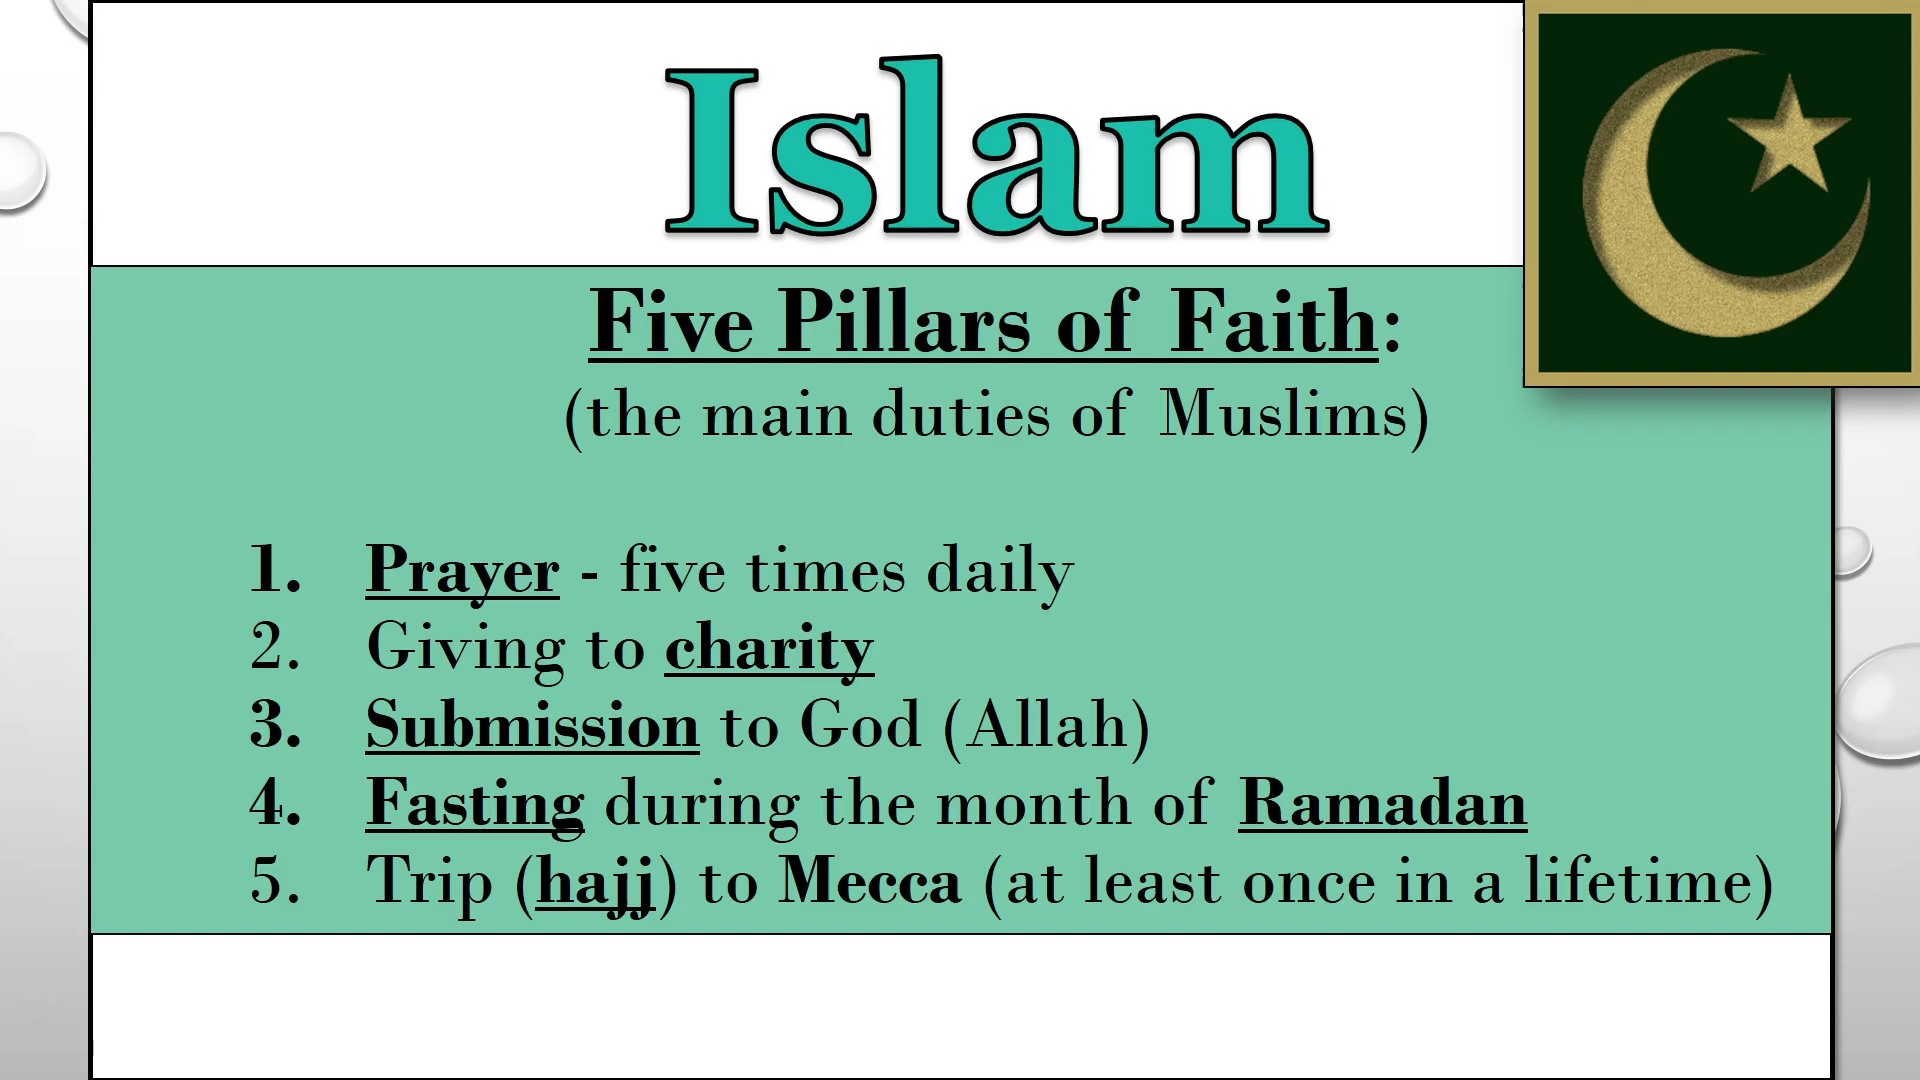 Islam
Five Pillars of Faith:
(the main duties of Muslims)
1. Prayer - five times daily
2. Giving to charity
3. Submission to God (Allah)
4. Fasting during the month of Ramadan
5. Trip (hajj) to Mecca (at least once in a lifetime)